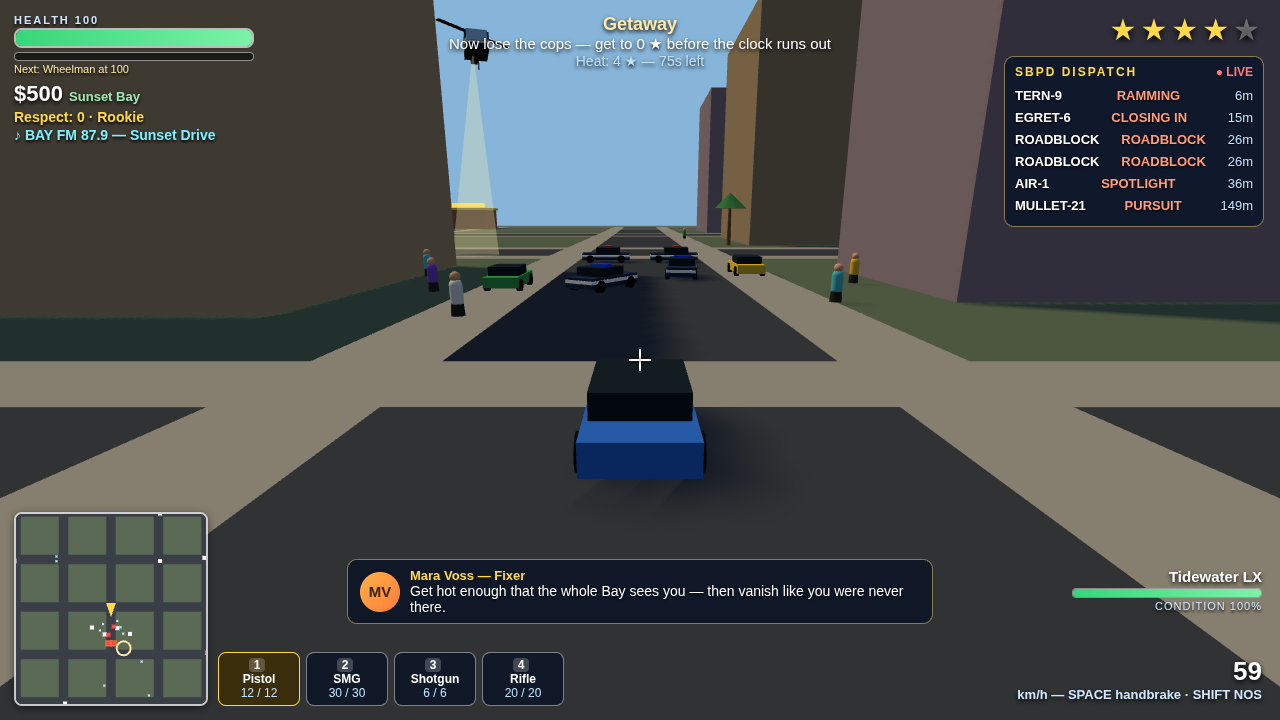 HEALTH 100
Next: Wheelman at 100
$500 Sunset Bay
Respect: 0 · Rookie
♪ BAY FM 87.9 — Sunset Drive
Getaway
Now lose the cops — get to 0 ★ before the clock runs out
Heat: 4 ★ — 75s left
★★★★★
SBPD DISPATCH ● LIVE
TERN-9 RAMMING 6m
EGRET-6 CLOSING IN 15m
ROADBLOCK ROADBLOCK 26m
ROADBLOCK ROADBLOCK 26m
AIR-1 SPOTLIGHT 36m
MULLET-21 PURSUIT 149m
MV
Mara Voss — Fixer
Get hot enough that the whole Bay sees you — then vanish like you were never
there.
Tidewater LX
CONDITION 100%
1 Pistol 12 / 12
2 SMG 30 / 30
3 Shotgun 6 / 6
4 Rifle 20 / 20
59
km/h — SPACE handbrake · SHIFT NOS